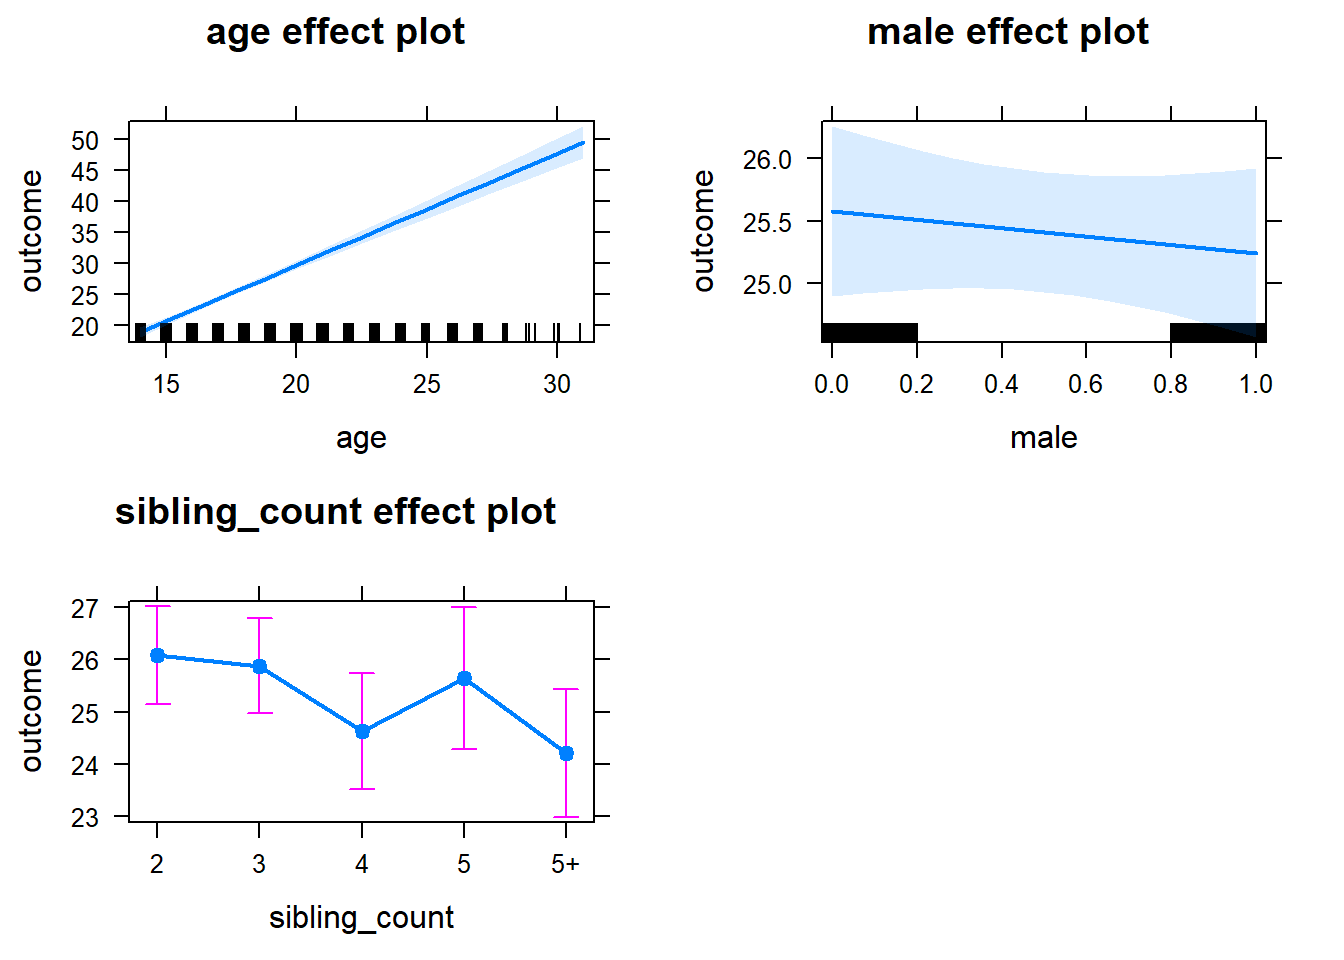 age effect plot
outcome
50
45
40
35
30
25
20
15 20 25 30
age
male effect plot
outcome
26.0
25.5
25.0
0.0 0.2 0.4 0.6 0.8 1.0
male
sibling_count effect plot
outcome
27
26
25
24
23
2 3 4 5 5+
sibling_count